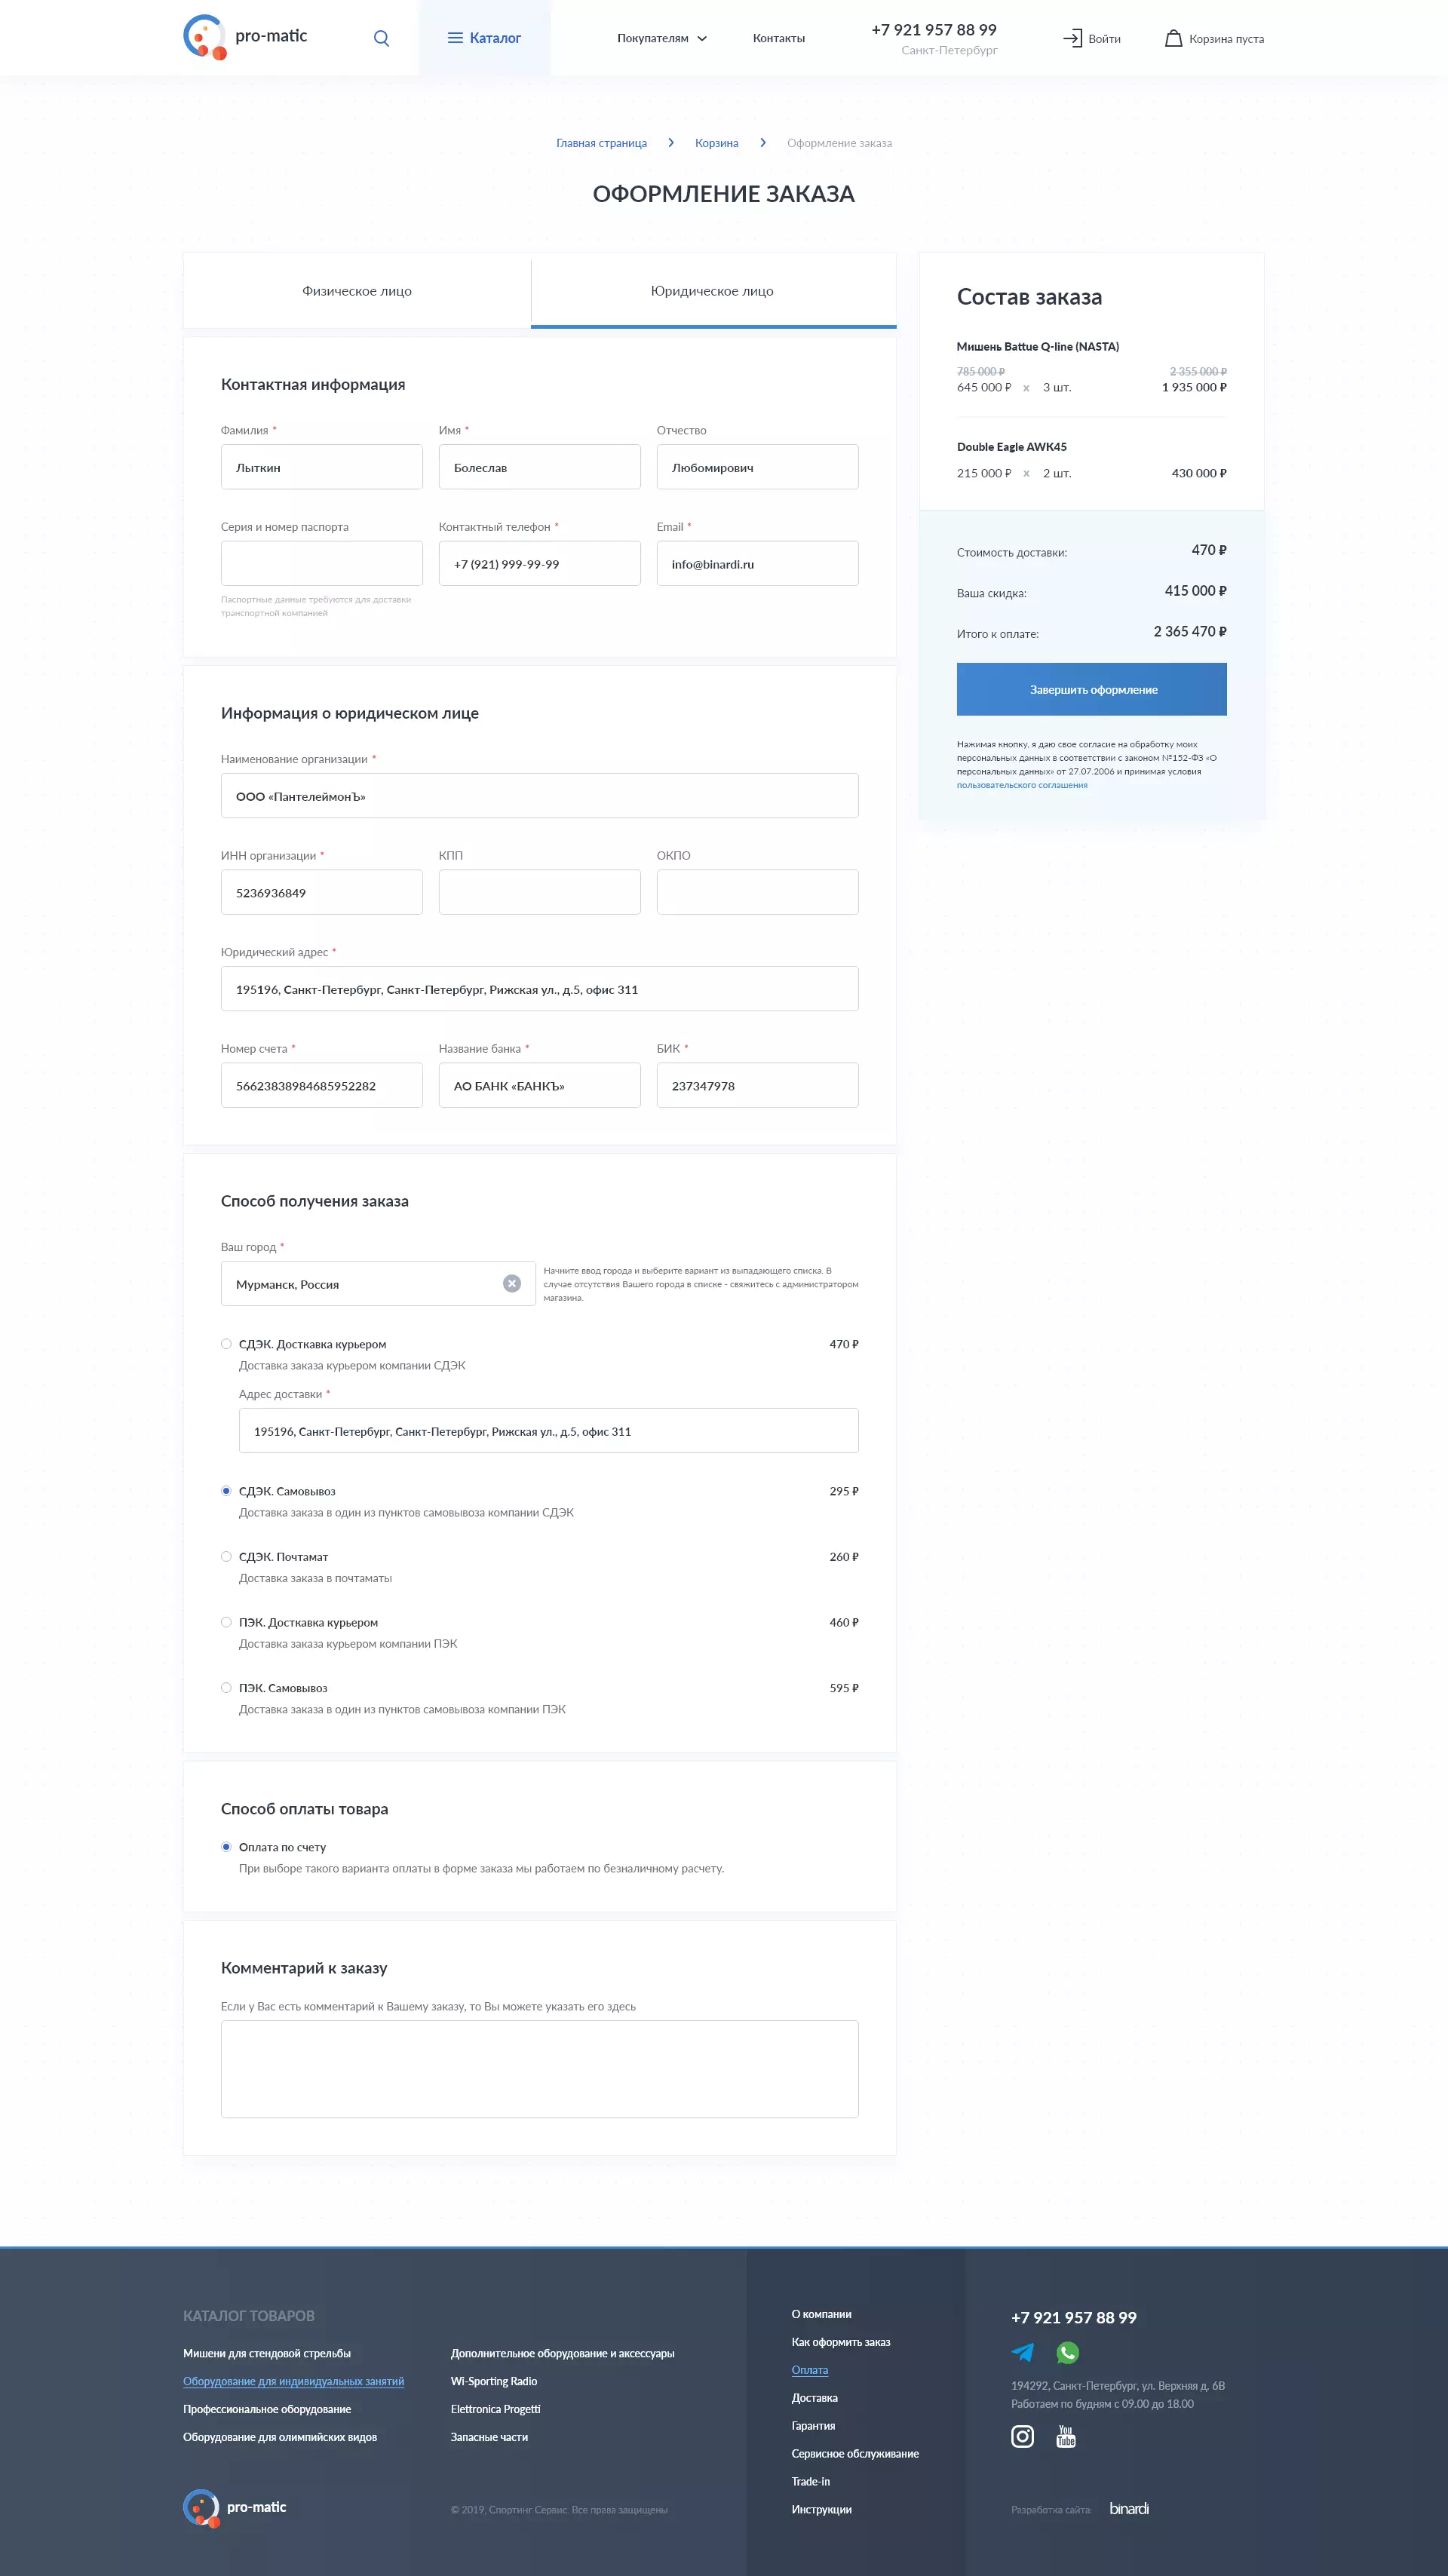 pro-matic
Каталог
Покупателям
Контакты
+7 921 957 88 99
Санкт-Петербург
Войти
Корзина пуста
Главная страница
Корзина
Оформление заказа
ОФОРМЛЕНИЕ ЗАКАЗА
Физическое лицо
Юридическое лицо
Контактная информация
Фамилия *
Имя *
Отчество
Лыткин
Болеслав
Любомирович
Серия и номер паспорта
Контактный телефон *
Email *
+7 (921) 999-99-99
info@binardi.ru
Паспортные данные требуются для доставки
транспортной компанией
Информация о юридическом лице
Наименование организации *
ООО «ПантелеймонЪ»
ИНН организации *
КПП
ОКПО
5236936849
Юридический адрес *
195196, Санкт-Петербург, Санкт-Петербург, Рижская ул., д.5, офис 311
Номер счета *
Название банка *
БИК *
56623838984685952282
АО БАНК «БАНКЪ»
237347978
Способ получения заказа
Ваш город *
Мурманск, Россия
Начните ввод города и выберите вариант из выпадающего списка. В
случае отсутствия Вашего города в списке - свяжитесь с администратором
магазина.
СДЭК. Досткавка курьером
470 ₽
Доставка заказа курьером компании СДЭК
Адрес доставки *
195196, Санкт-Петербург, Санкт-Петербург, Рижская ул., д.5, офис 311
СДЭК. Самовывоз
295 ₽
Доставка заказа в один из пунктов самовывоза компании СДЭК
СДЭК. Почтамат
260 ₽
Доставка заказа в почтаматы
ПЭК. Досткавка курьером
460 ₽
Доставка заказа курьером компании ПЭК
ПЭК. Самовывоз
595 ₽
Доставка заказа в один из пунктов самовывоза компании ПЭК
Способ оплаты товара
Оплата по счету
При выборе такого варианта оплаты в форме заказа мы работаем по безналичному расчету.
Комментарий к заказу
Если у Вас есть комментарий к Вашему заказу, то Вы можете указать его здесь
Состав заказа
Мишень Battue Q-line (NASTA)
785 000 ₽
2 355 000 ₽
645 000 ₽ x 3 шт.
1 935 000 ₽
Double Eagle AWK45
215 000 ₽ x 2 шт.
430 000 ₽
Стоимость доставки:
470 ₽
Ваша скидка:
415 000 ₽
Итого к оплате:
2 365 470 ₽
Завершить оформление
Нажимая кнопку, я даю свое согласие на обработку моих
персональных данных в соответствии с законом №152-ФЗ «О
персональных данных» от 27.07.2006 и принимая условия
пользовательского соглашения
КАТАЛОГ ТОВАРОВ
Мишени для стендовой стрельбы
Оборудование для индивидуальных занятий
Профессиональное оборудование
Оборудование для олимпийских видов
Дополнительное оборудование и аксессуары
Wi-Sporting Radio
Elettronica Progetti
Запасные части
pro-matic
© 2019, Спортинг Сервис. Все права защищены
О компании
Как оформить заказ
Оплата
Доставка
Гарантия
Сервисное обслуживание
Trade-in
Инструкции
+7 921 957 88 99
194292, Санкт-Петербург, ул. Верхняя д. 6В
Работаем по будням с 09.00 до 18.00
You
Tube
Разработка сайта:
binardi